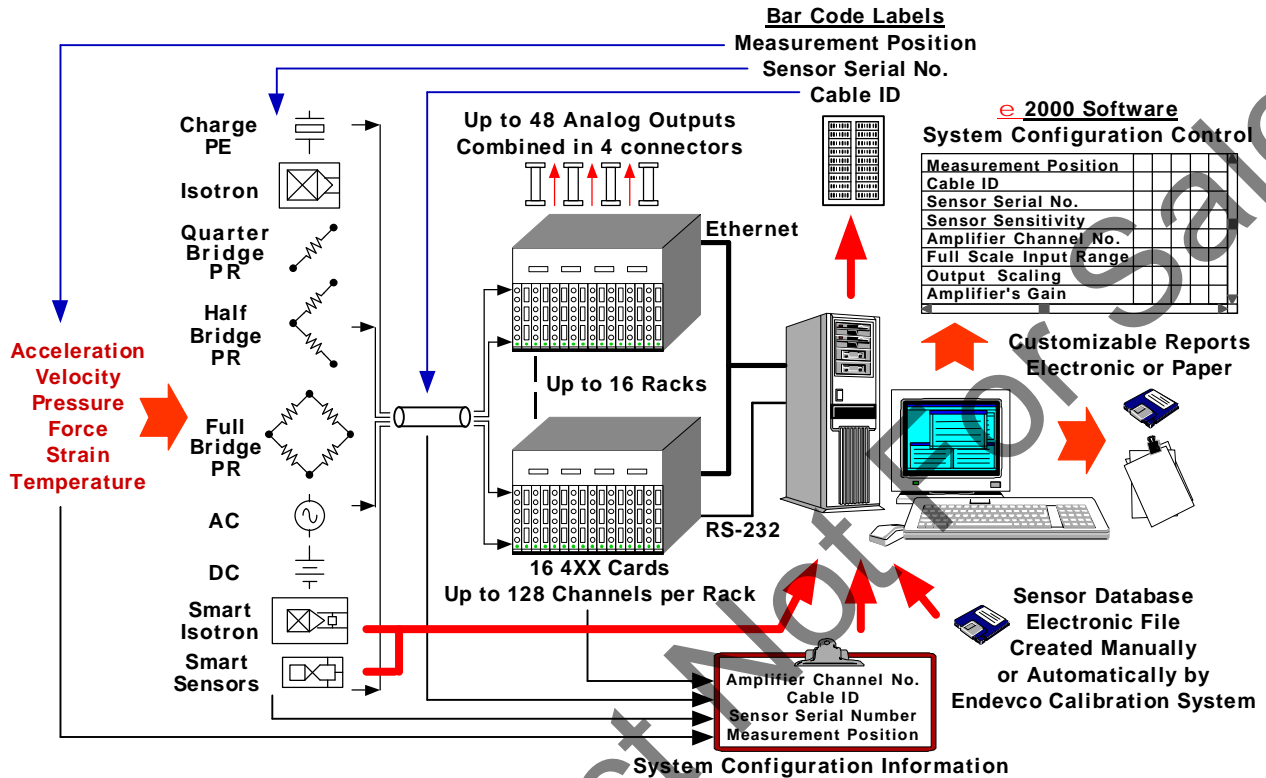 Bar Code Labels
Measurement Position
Sensor Serial No.
Cable ID
Charge
PE
Isotron
Quarter
Bridge
PR
Half
Bridge
PR
Full
Bridge
PR
AC
DC
Smart
Isotron
Smart
Sensors
Acceleration
Velocity
Pressure
Force
Strain
Temperature
Up to 48 Analog Outputs
Combined in 4 connectors
Ethernet
Up to 16 Racks
RS-232
16 4XX Cards
Up to 128 Channels per Rack
e 2000 Software
System Configuration Control
Measurement Position
Cable ID
Sensor Serial No.
Sensor Sensitivity
Amplifier Channel No.
Full Scale Input Range
Output Scaling
Amplifier's Gain
Customizable Reports
Electronic or Paper
Sensor Database
Electronic File
Created Manually
or Automatically by
Endevco Calibration System
Amplifier Channel No.
Cable ID
Sensor Serial Number
Measurement Position
System Configuration Information
Not For Sale